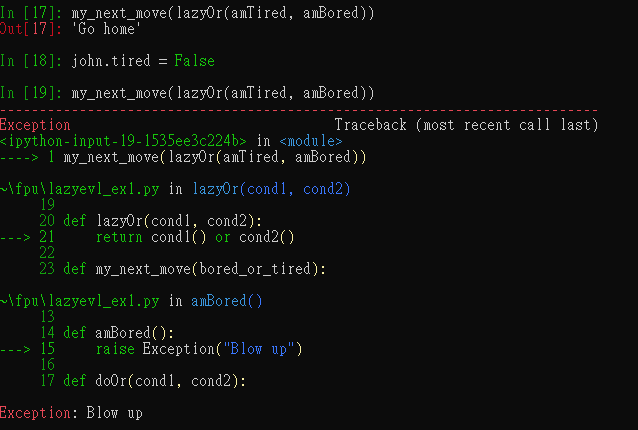 In [17]: my_next_move(lazyOr(amTired, amBored))
Out[17]: 'Go home'
In [18]: john.tired = False
In [19]: my_next_move(lazyOr(amTired, amBored))
---------------------------------------------------------------------------
Exception                                 Traceback (most recent call last)
<ipython-input-19-1535ee3c224b> in <module>
----> 1 my_next_move(lazyOr(amTired, amBored))
~\fpu\lazyevl_ex1.py in lazyOr(cond1, cond2)
     19
     20 def lazyOr(cond1, cond2):
---> 21     return cond1() or cond2()
     22
     23 def my_next_move(bored_or_tired):
~\fpu\lazyevl_ex1.py in amBored()
     13
     14 def amBored():
---> 15     raise Exception("Blow up")
     16
     17 def doOr(cond1, cond2):
Exception: Blow up